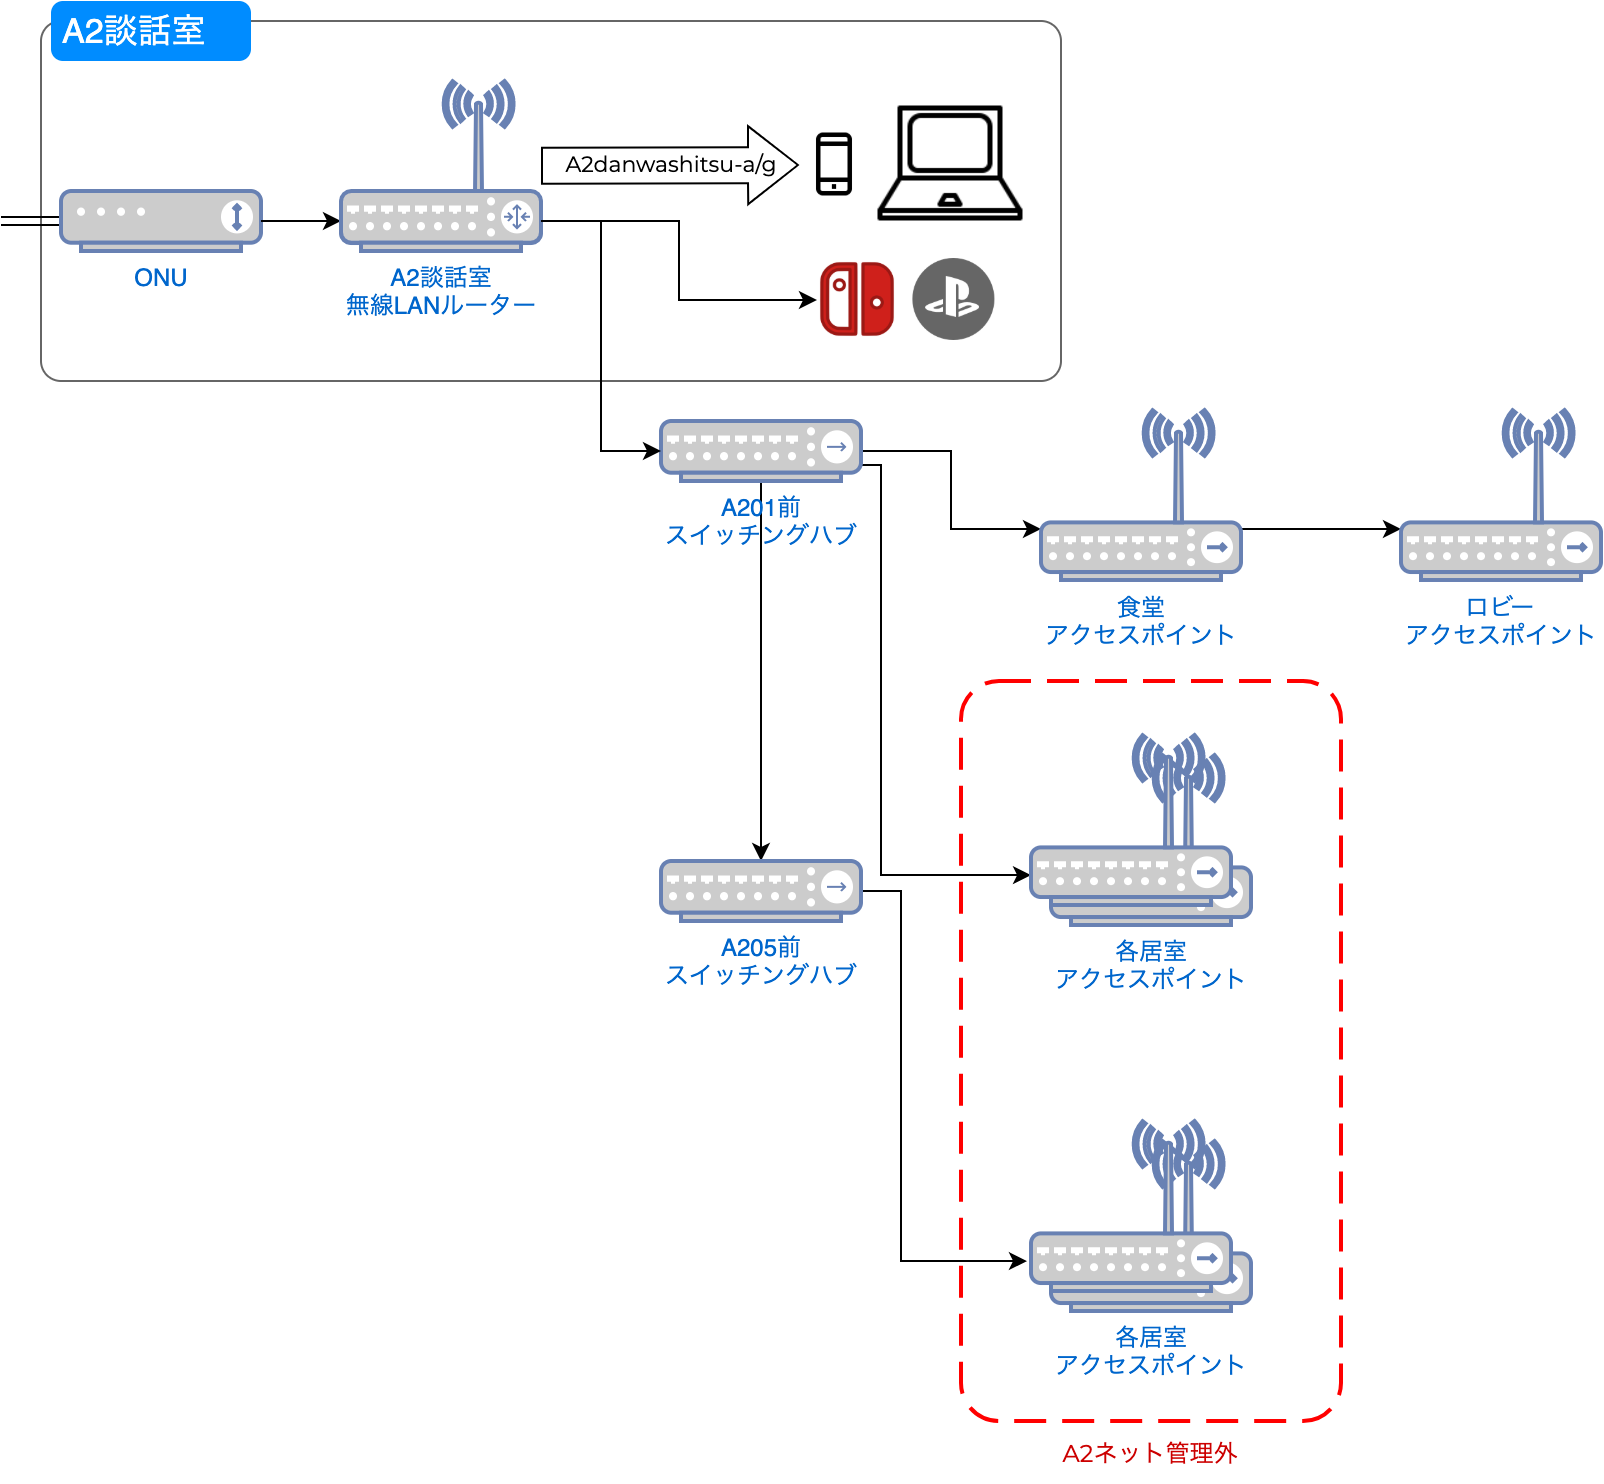 A2談話室
A2danwashitsu-a/g
ONU
A2談話室
無線LANルーター
A201前
スイッチングハブ
食堂
アクセスポイント
ロビー
アクセスポイント
A205前
スイッチングハブ
各居室
アクセスポイント
各居室
アクセスポイント
A2ネット管理外